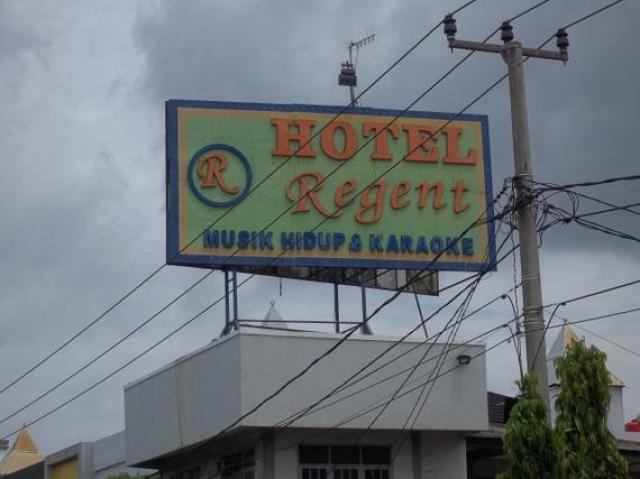 HOTEL
R
Regent
MUSIK HIDUP & KARAOKE